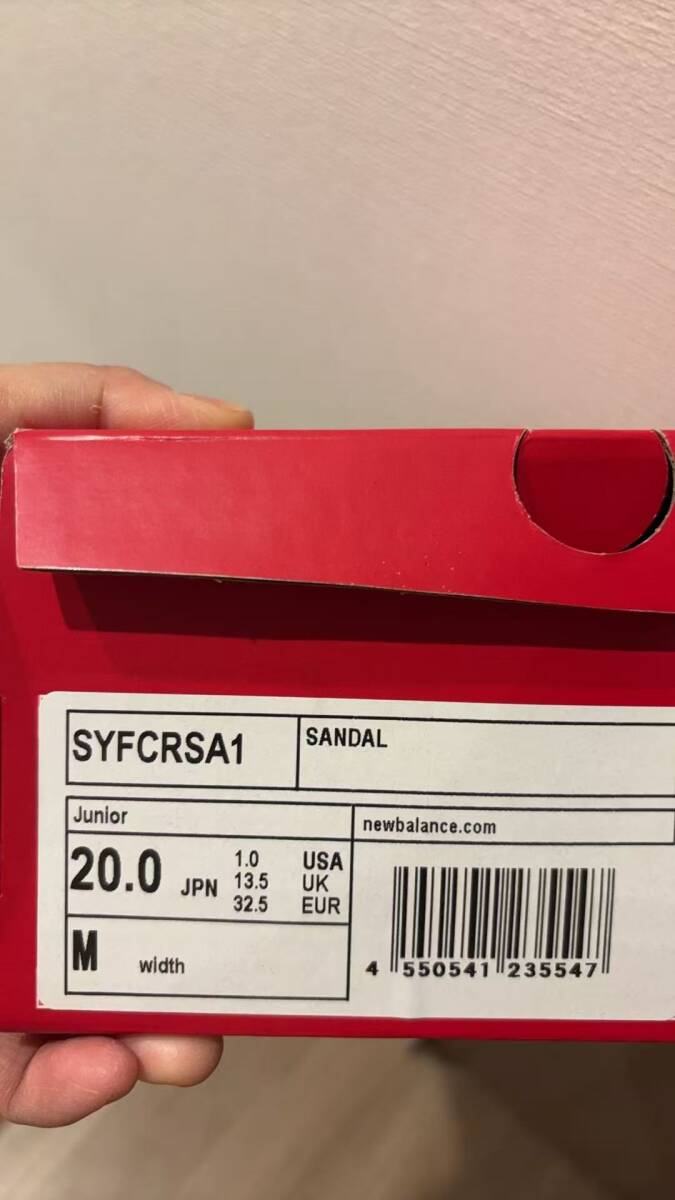 SYFCRSA1
SANDAL
Junior
20.0 JPN
1.0 USA
13.5 UK
32.5 EUR
M width
newbalance.com
4 550541 235547